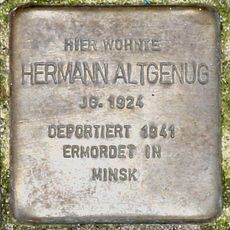 HIER WOHNTE
HERMANN ALTGENUG
JG. 1924
DEPORTIERT 1941
ERMORDET IN
MINSK